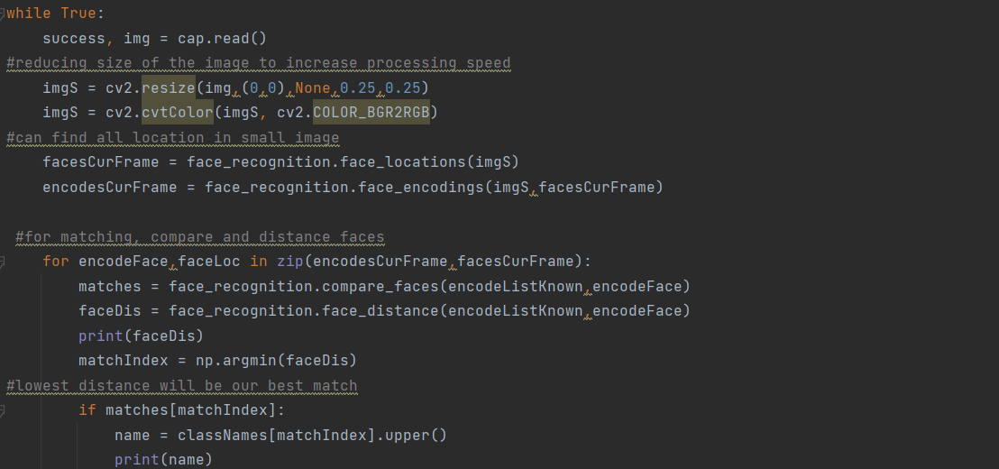 while True:
    success, img = cap.read()
#reducing size of the image to increase processing speed
    imgS = cv2.resize(img,(0,0),None,0.25,0.25)
    imgS = cv2.cvtColor(imgS, cv2.COLOR_BGR2RGB)
#can find all location in small image
    facesCurFrame = face_recognition.face_locations(imgS)
    encodesCurFrame = face_recognition.face_encodings(imgS,facesCurFrame)

 #for matching, compare and distance faces
    for encodeFace,faceLoc in zip(encodesCurFrame,facesCurFrame):
        matches = face_recognition.compare_faces(encodeListKnown,encodeFace)
        faceDis = face_recognition.face_distance(encodeListKnown,encodeFace)
        print(faceDis)
        matchIndex = np.argmin(faceDis)
#lowest distance will be our best match
        if matches[matchIndex]:
            name = classNames[matchIndex].upper()
            print(name)